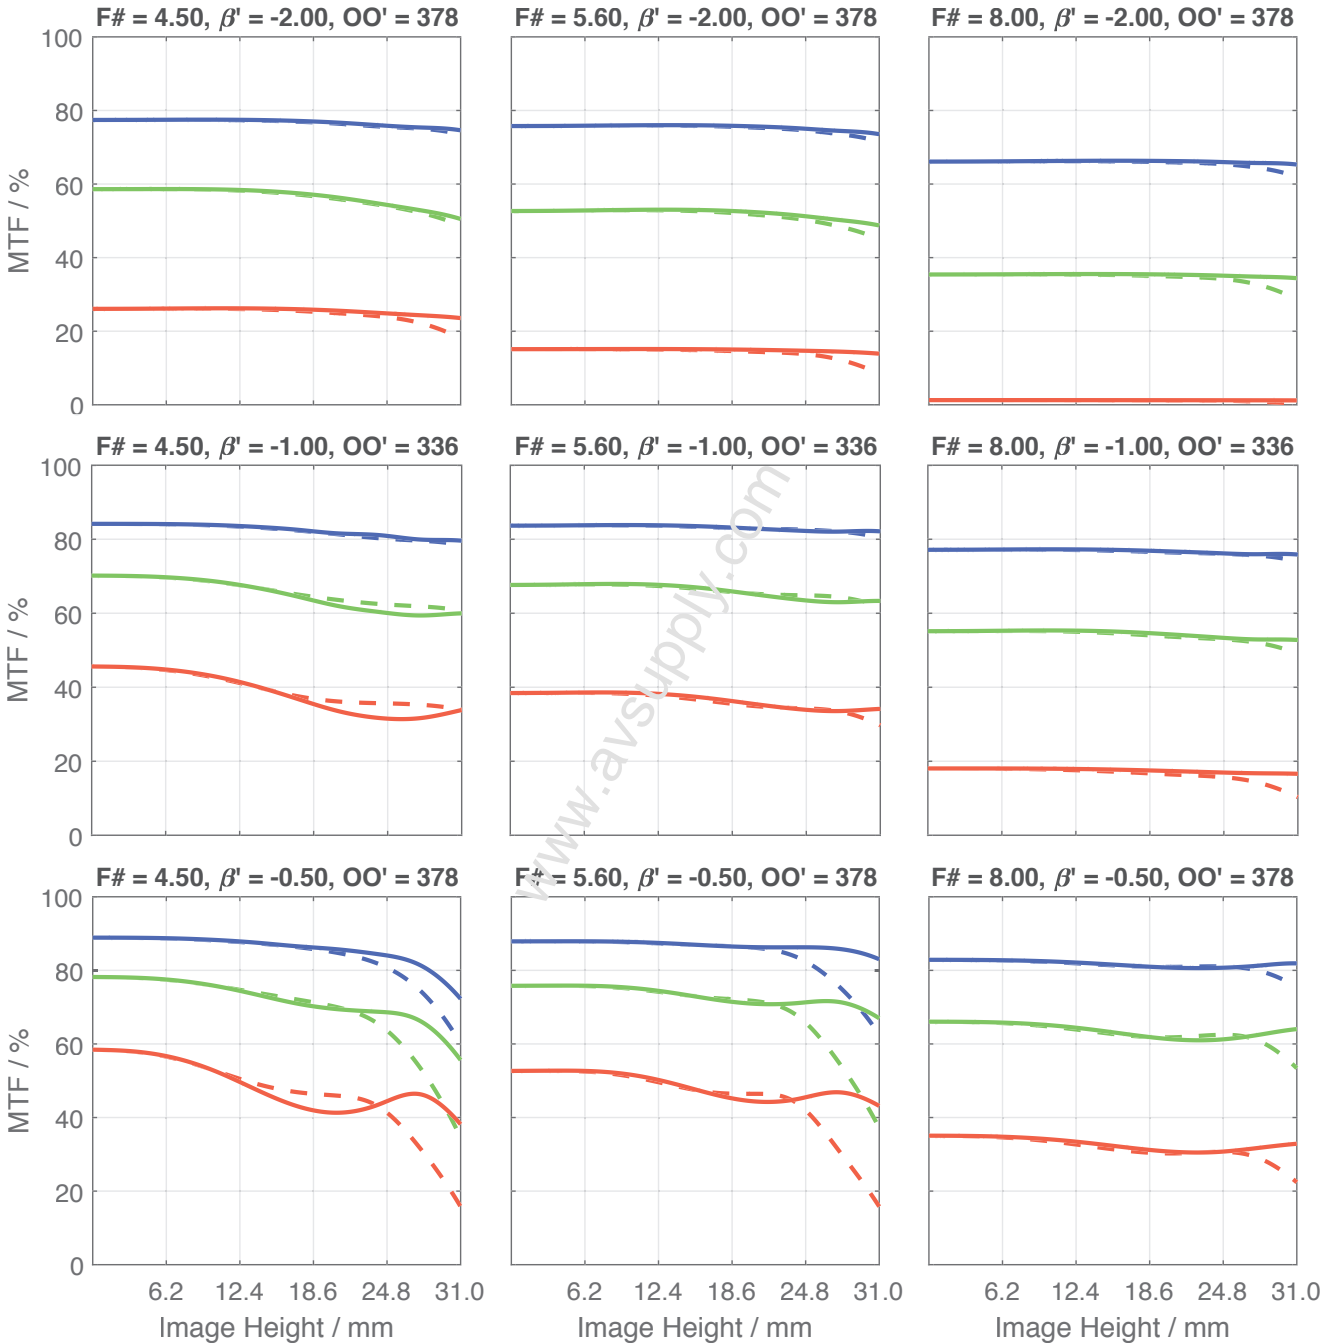 F# = 4.50, β' = -2.00, OO' = 378
F# = 5.60, β' = -2.00, OO' = 378
F# = 8.00, β' = -2.00, OO' = 378
100
80
60
40
20
0
MTF / %
F# = 4.50, β' = -1.00, OO' = 336
F# = 5.60, β' = -1.00, OO' = 336
F# = 8.00, β' = -1.00, OO' = 336
100
80
60
40
20
0
MTF / %
www.avsupply.com
F# = 4.50, β' = -0.50, OO' = 378
F# = 5.60, β' = -0.50, OO' = 378
F# = 8.00, β' = -0.50, OO' = 378
100
80
60
40
20
0
MTF / %
6.2 12.4 18.6 24.8 31.0
6.2 12.4 18.6 24.8 31.0
6.2 12.4 18.6 24.8 31.0
Image Height / mm
Image Height / mm
Image Height / mm